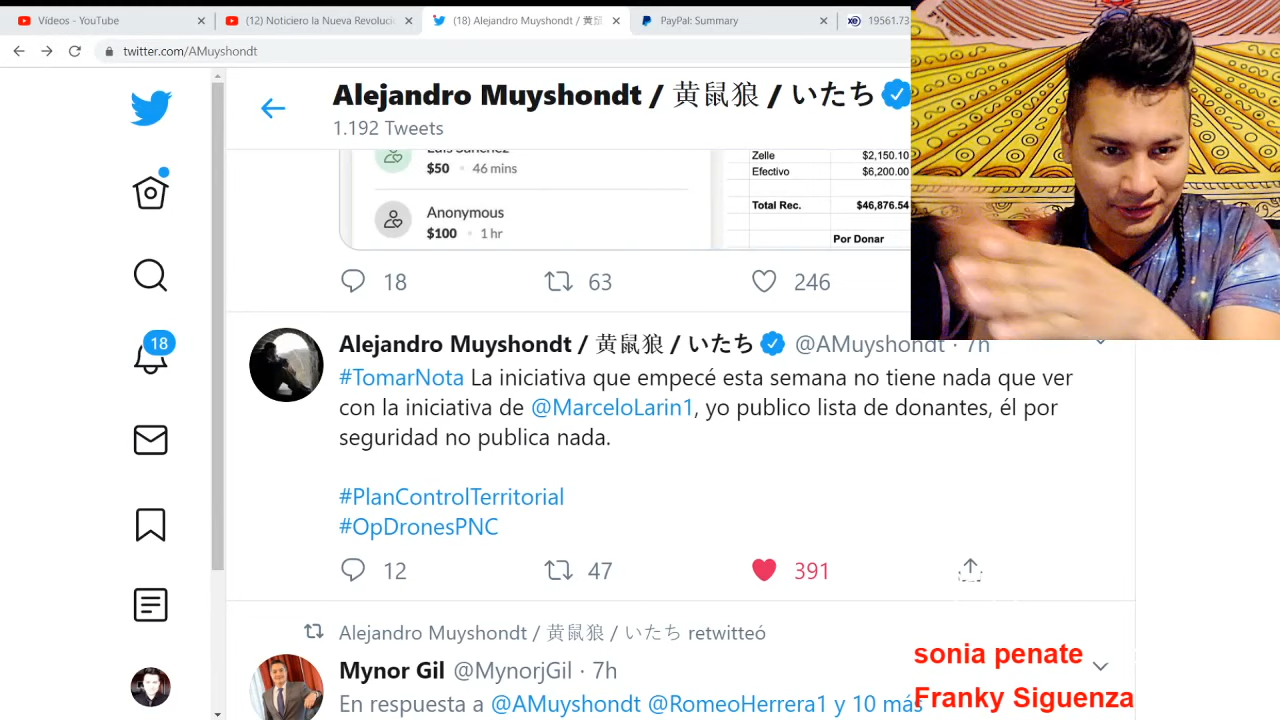 Vídeos - YouTube
(12) Noticiero la Nueva Revoluci
(18) Alejandro Muyshondt / 黄鼠
PayPal: Summary
xe 19561.73
twitter.com/AMuyshondt
Alejandro Muyshondt / 黄鼠狼 / いたち
1.192 Tweets
Luis Sanchez
$50 • 46 mins
Anonymous
$100 • 1 hr
Zelle $2,150.10
Efectivo $6,200.00
Total Rec. $46,876.54
Por Donar
18 63 246
18
Alejandro Muyshondt / 黄鼠狼 / いたち @AMuyshondt · 7h
#TomarNota La iniciativa que empecé esta semana no tiene nada que ver
con la iniciativa de @MarceloLarin1, yo publico lista de donantes, él por
seguridad no publica nada.
#PlanControlTerritorial
#OpDronesPNC
12 47 391
Alejandro Muyshondt / 黄鼠狼 / いたち retwitteó
Mynor Gil @MynorjGil · 7h
En respuesta a @AMuyshondt @RomeoHerrera1 y 10 más
sonia penate
Franky Siguenza